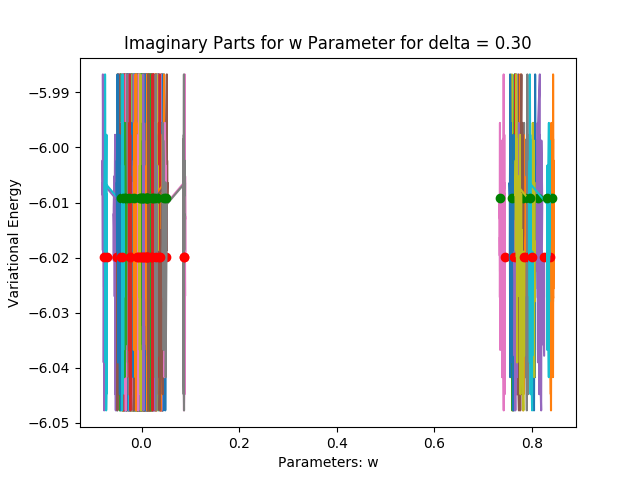 Imaginary Parts for w Parameter for delta = 0.30
−5.99
−6.00
−6.01
−6.02
−6.03
−6.04
−6.05
Variational Energy
0.0 0.2 0.4 0.6 0.8
Parameters: w